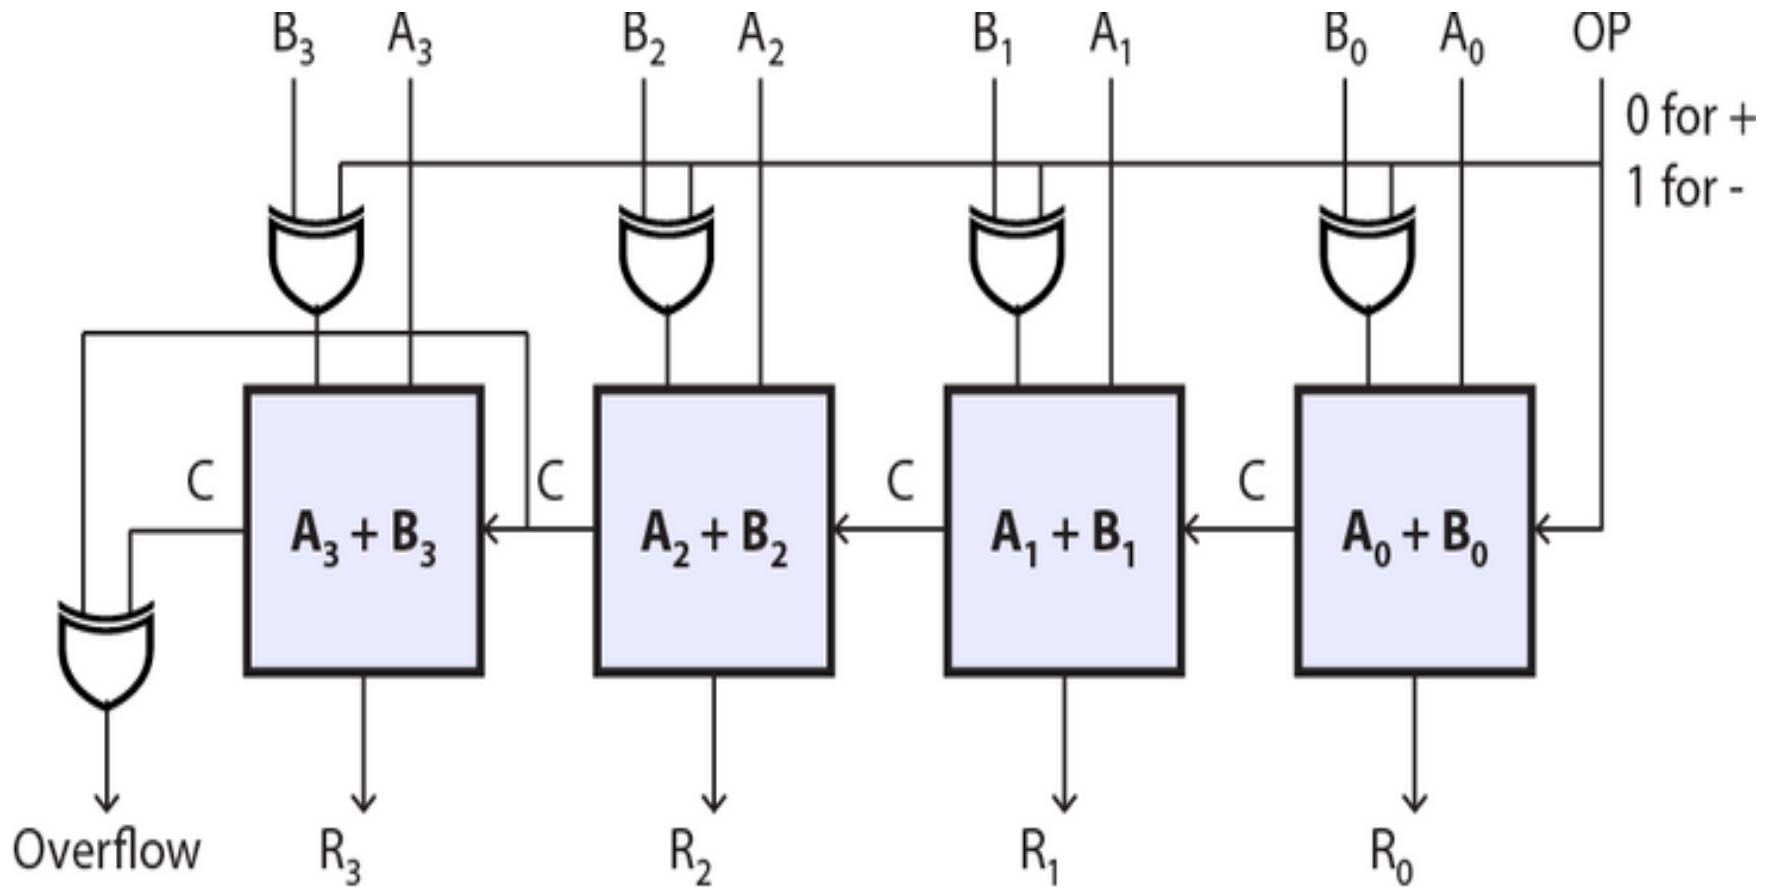 B₃ A₃ B₂ A₂ B₁ A₁ B₀ A₀ OP
0 for +
1 for -
C C C C
A₃ + B₃ A₂ + B₂ A₁ + B₁ A₀ + B₀
Overflow R₃ R₂ R₁ R₀